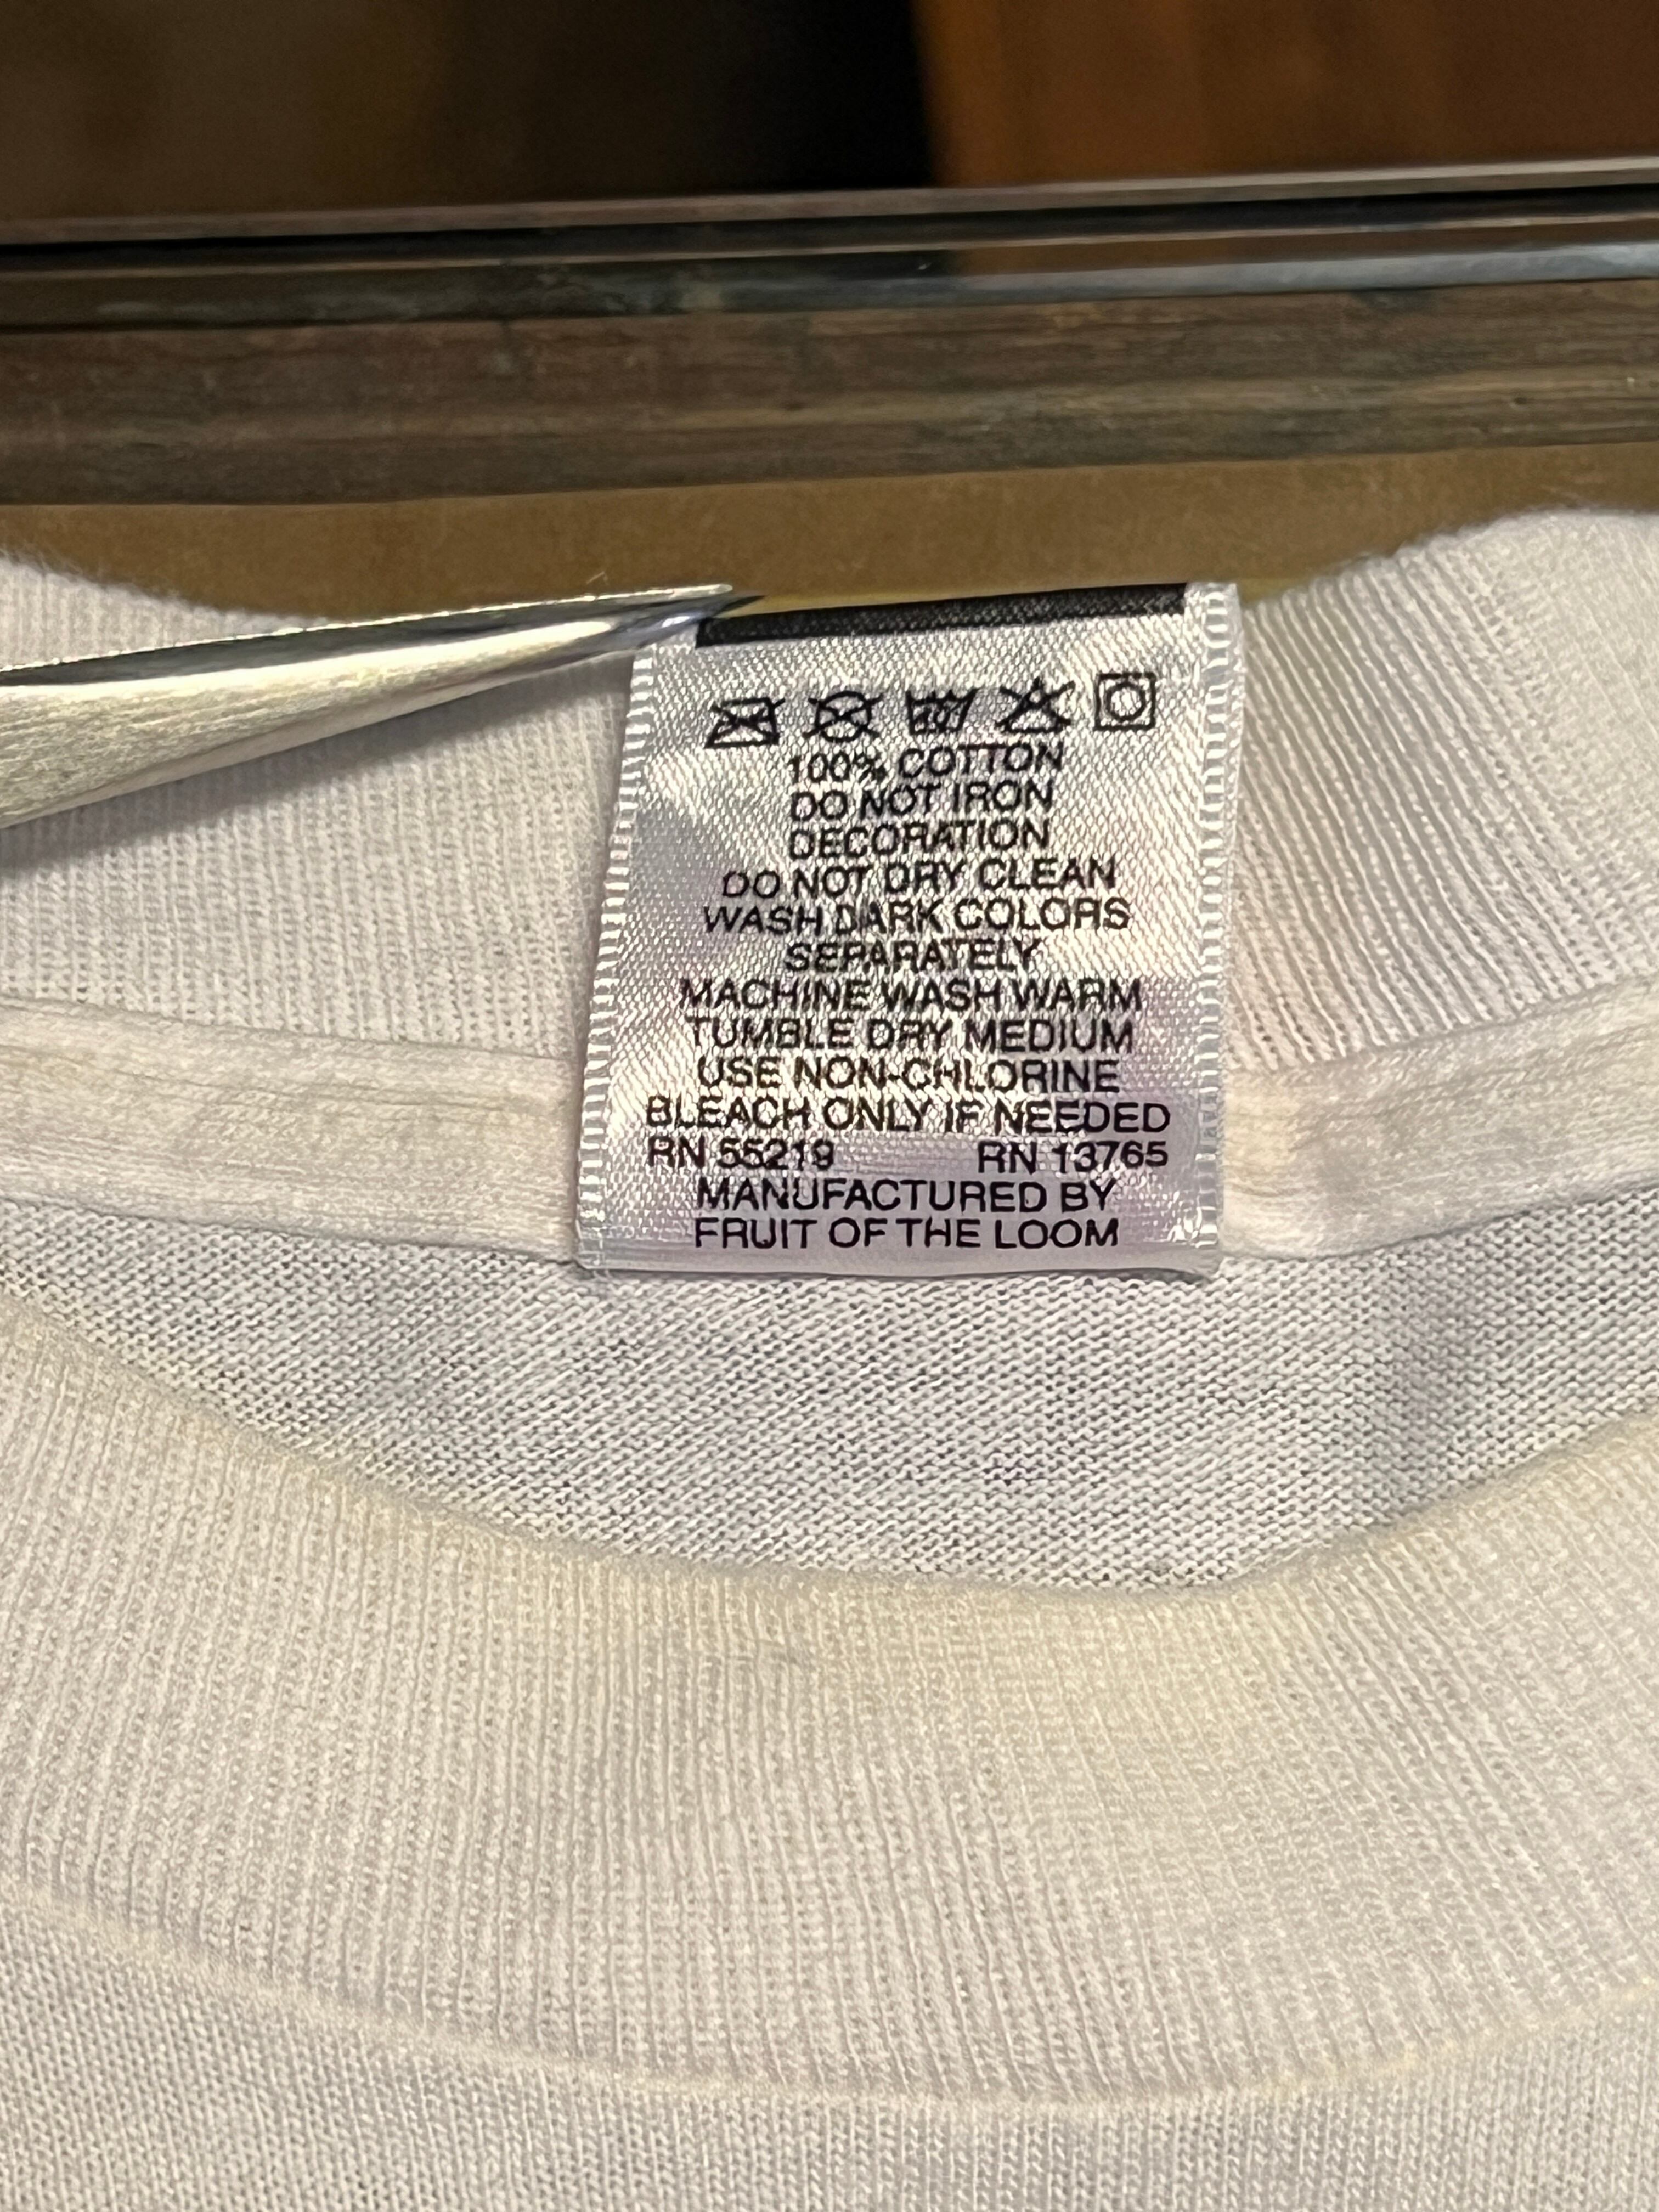 40
100% COTTON
DO NOT IRON
DECORATION
DO NOT DRY CLEAN
WASH DARK COLORS
SEPARATELY
MACHINE WASH WARM
TUMBLE DRY MEDIUM
USE NON-CHLORINE
BLEACH ONLY IF NEEDED
RN 55219 RN 13765
MANUFACTURED BY
FRUIT OF THE LOOM